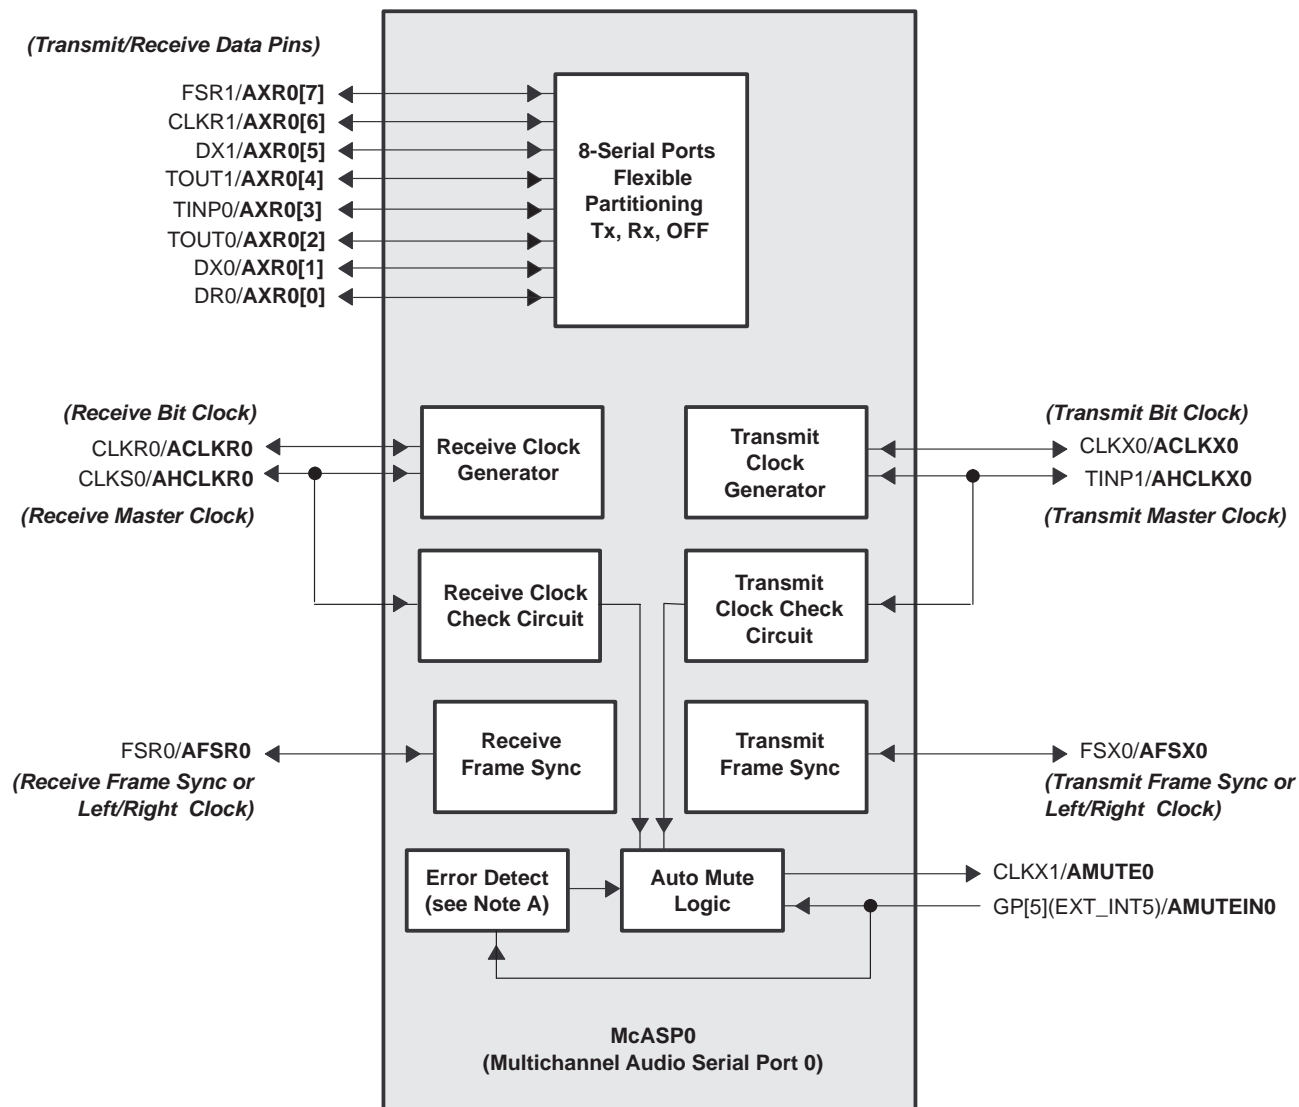 (Transmit/Receive Data Pins)
FSR1/AXR0[7]
CLKR1/AXR0[6]
DX1/AXR0[5]
TOUT1/AXR0[4]
TINP0/AXR0[3]
TOUT0/AXR0[2]
DX0/AXR0[1]
DR0/AXR0[0]
8-Serial Ports
Flexible
Partitioning
Tx, Rx, OFF
(Receive Bit Clock)
CLKR0/ACLKR0
CLKS0/AHCLKR0
(Receive Master Clock)
Receive Clock
Generator
Transmit
Clock
Generator
(Transmit Bit Clock)
CLKX0/ACLKX0
TINP1/AHCLKX0
(Transmit Master Clock)
Receive Clock
Check Circuit
Transmit
Clock Check
Circuit
FSR0/AFSR0
(Receive Frame Sync or
Left/Right Clock)
Receive
Frame Sync
Transmit
Frame Sync
FSX0/AFSX0
(Transmit Frame Sync or
Left/Right Clock)
Error Detect
(see Note A)
Auto Mute
Logic
CLKX1/AMUTE0
GP[5](EXT_INT5)/AMUTEIN0
McASP0
(Multichannel Audio Serial Port 0)